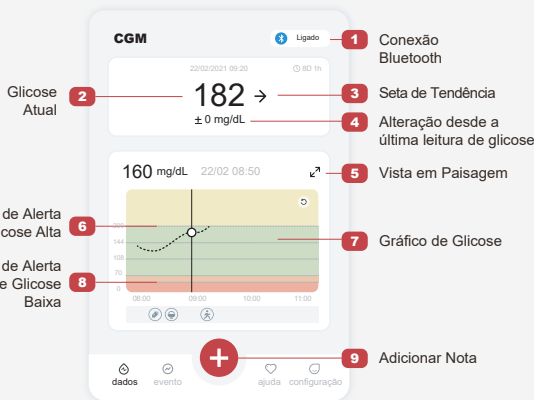 CGM
Ligado
1
Conexão
Bluetooth
22/02/2021 09:20
8D 1h
Glicose
Atual
2
182
3
Seta de Tendência
± 0 mg/dL
4
Alteração desde a
última leitura de glicose
160 mg/dL
22/02 08:50
5
Vista em Paisagem
de Alerta
cose Alta
6
144
108
70
0
7
Gráfico de Glicose
de Alerta
e Glicose
Baixa
8
08:00
09:00
10:00
11:00
9
Adicionar Nota
dados
evento
ajuda
configuração